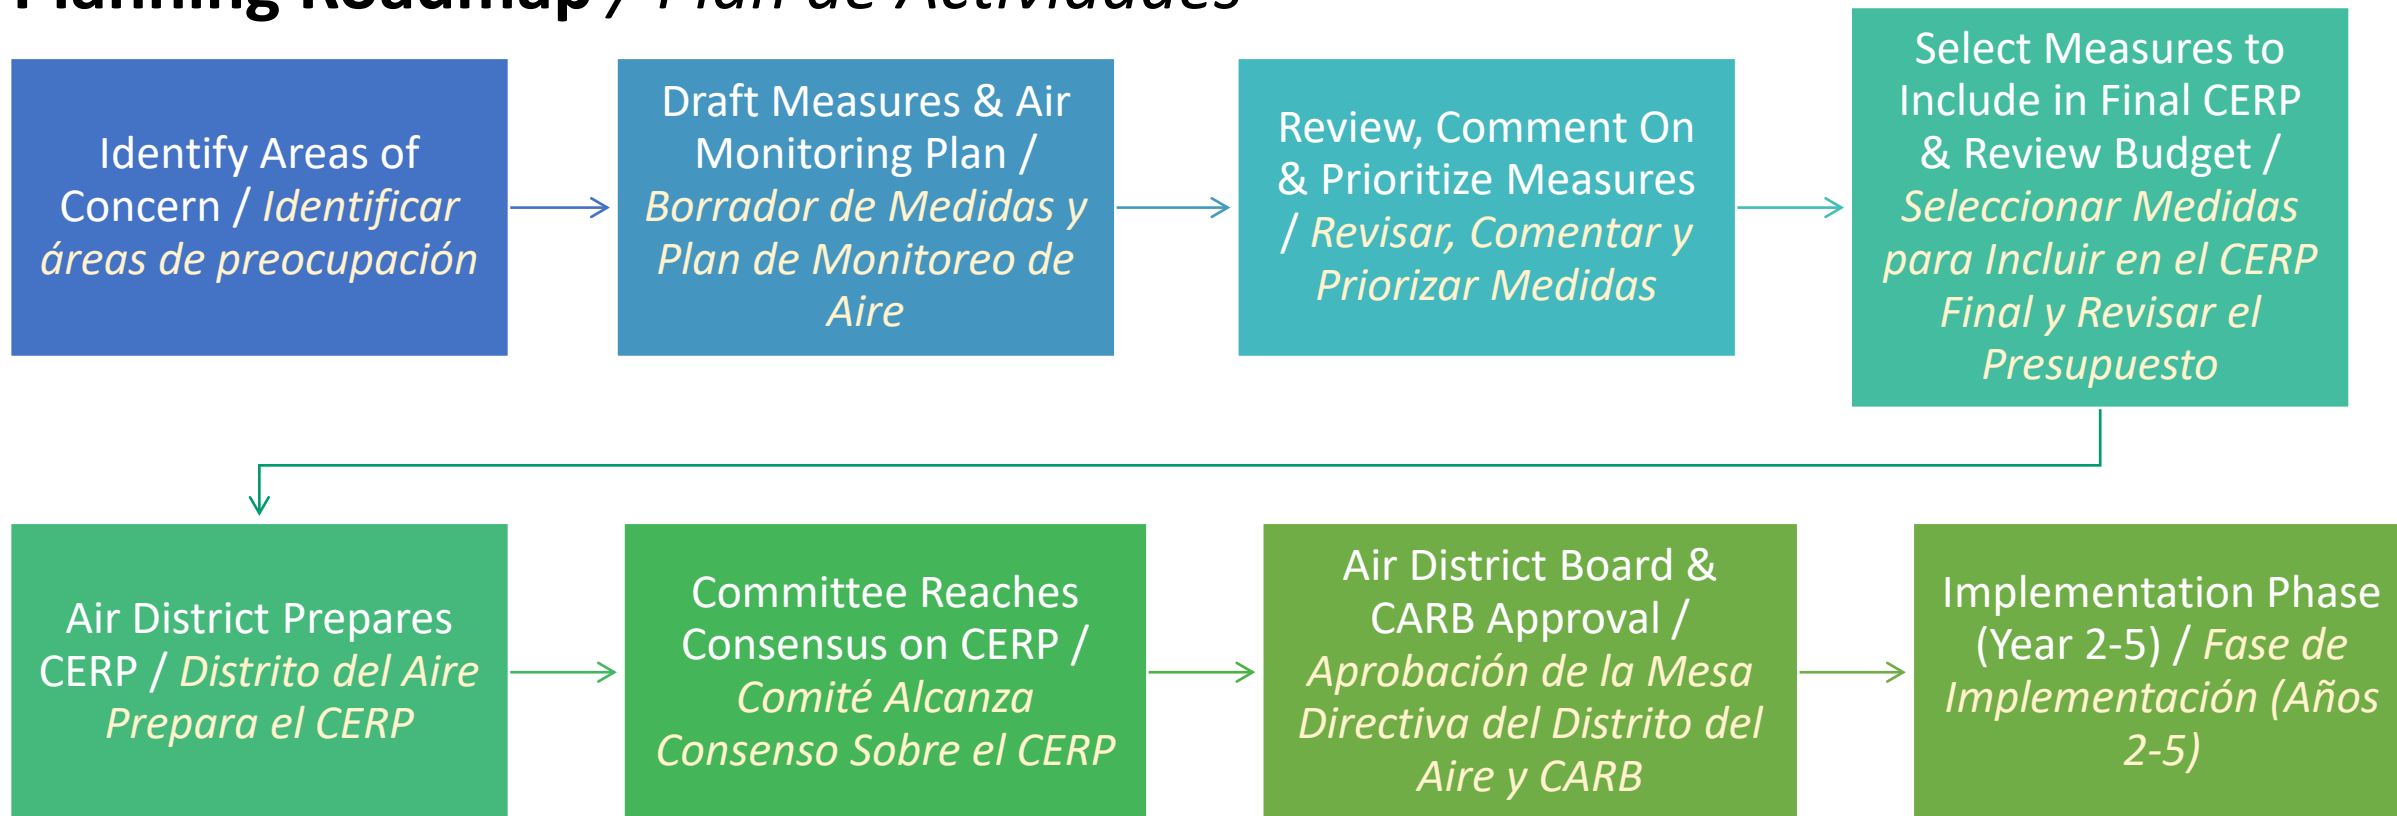 Planning Roadmap / Plan de Actividades
Identify Areas of
Concern / Identificar
áreas de preocupación
Draft Measures & Air
Monitoring Plan /
Borrador de Medidas y
Plan de Monitoreo de
Aire
Review, Comment On
& Prioritize Measures
/ Revisar, Comentar y
Priorizar Medidas
Select Measures to
Include in Final CERP
& Review Budget /
Seleccionar Medidas
para Incluir en el CERP
Final y Revisar el
Presupuesto
Air District Prepares
CERP / Distrito del Aire
Prepara el CERP
Committee Reaches
Consensus on CERP /
Comité Alcanza
Consenso Sobre el CERP
Air District Board &
CARB Approval /
Aprobación de la Mesa
Directiva del Distrito del
Aire y CARB
Implementation Phase
(Year 2-5) / Fase de
Implementación (Años
2-5)